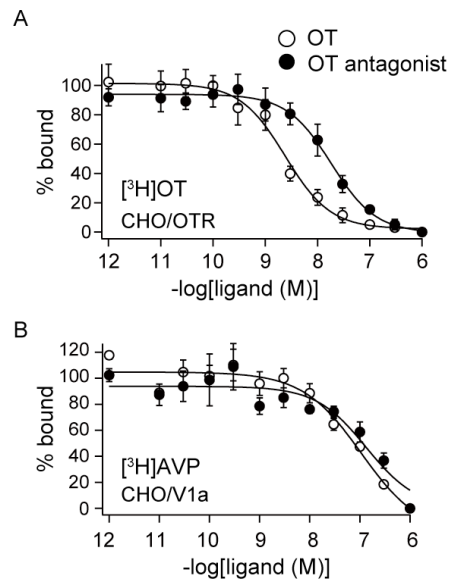 A
OT
OT antagonist
100
80
60
40
20
0
% bound
[³H]OT
CHO/OTR
12 11 10 9 8 7 6
-log[ligand (M)]
B
120
100
80
60
40
20
0
% bound
[³H]AVP
CHO/V1a
12 11 10 9 8 7 6
-log[ligand (M)]